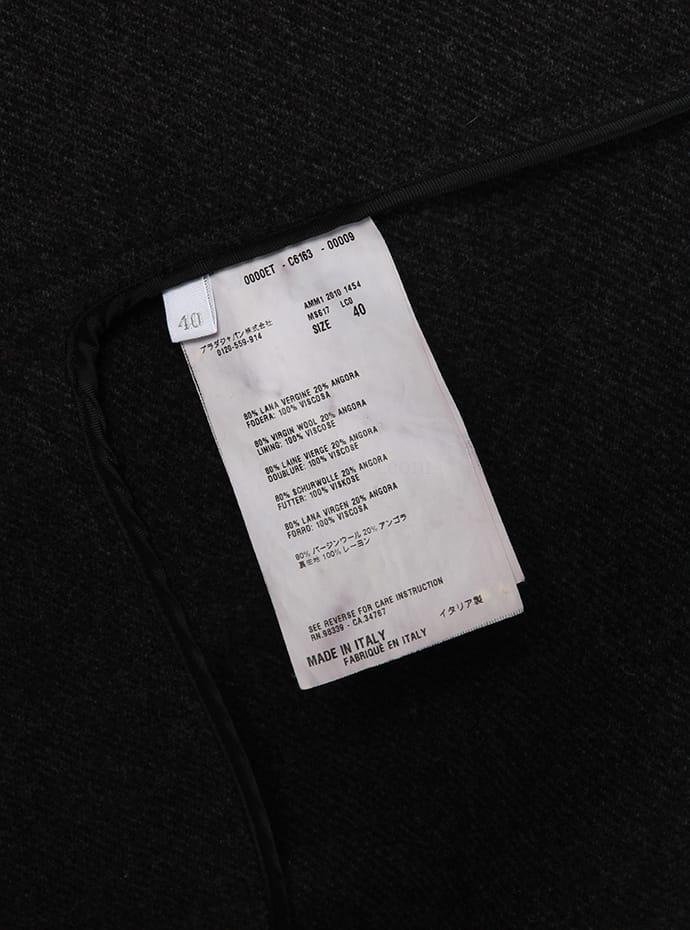 0000ET - C6163 - 00009
AMM1 2010 1454
MS617 LCO
SIZE 40
40
プラダジャパン株式会社
0120-559-914
80% LANA VERGINE 20% ANGORA
FODERA: 100% VISCOSA
80% VIRGIN WOOL 20% ANGORA
LINING: 100% VISCOSE
80% LAINE VIERGE 20% ANGORA
DOUBLURE: 100% VISCOSE
80% SCHURWOLLE 20% ANGORA
FUTTER: 100% VISKOSE
80% LANA VIRGEN 20% ANGORA
FORRO: 100% VISCOSA
80% バージンウール 20% アンゴラ
裏生地 100% レーヨン
SEE REVERSE FOR CARE INSTRUCTION
RN.98339 - CA.34767
イタリア製
MADE IN ITALY
FABRIQUÉ EN ITALY